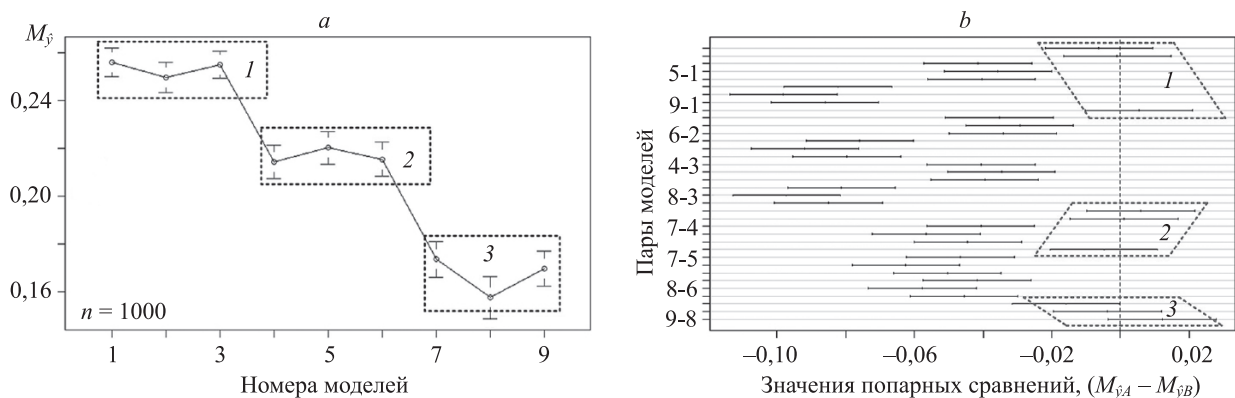 a
M_ŷ
0,24
0,20
0,16
1
2
3
n = 1000
1 3 5 7 9
Номера моделей
b
Пары моделей
5-1
9-1
6-2
4-3
8-3
7-4
7-5
8-6
9-8
1
2
3
–0,10 –0,06 –0,02 0,02
Значения попарных сравнений, (M_ŷA – M_ŷB)